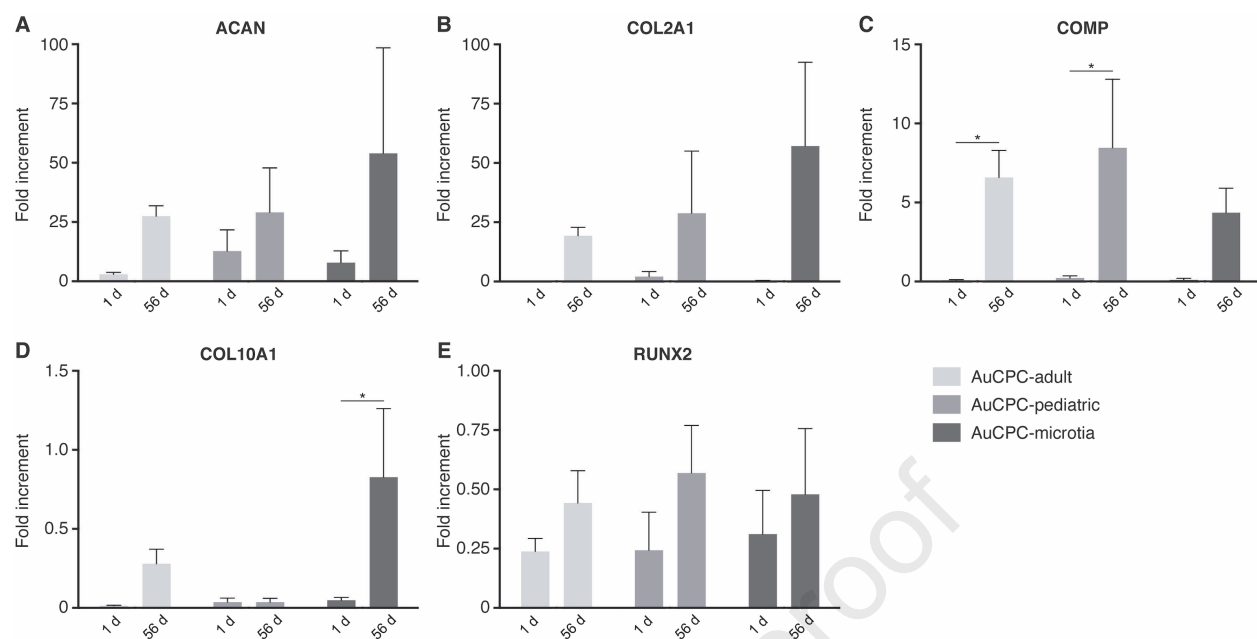 A
ACAN
Fold increment
100
75
50
25
0
1 d
56 d
1 d
56 d
1 d
56 d
B
COL2A1
Fold increment
100
75
50
25
0
1 d
56 d
1 d
56 d
1 d
56 d
C
COMP
Fold increment
15
10
5
0
*
*
1 d
56 d
1 d
56 d
1 d
56 d
D
COL10A1
Fold increment
1.5
1.0
0.5
0
*
1 d
56 d
1 d
56 d
1 d
56 d
E
RUNX2
Fold increment
1.00
0.75
0.50
0.25
0
1 d
56 d
1 d
56 d
1 d
56 d
AuCPC-adult
AuCPC-pediatric
AuCPC-microtia
proof